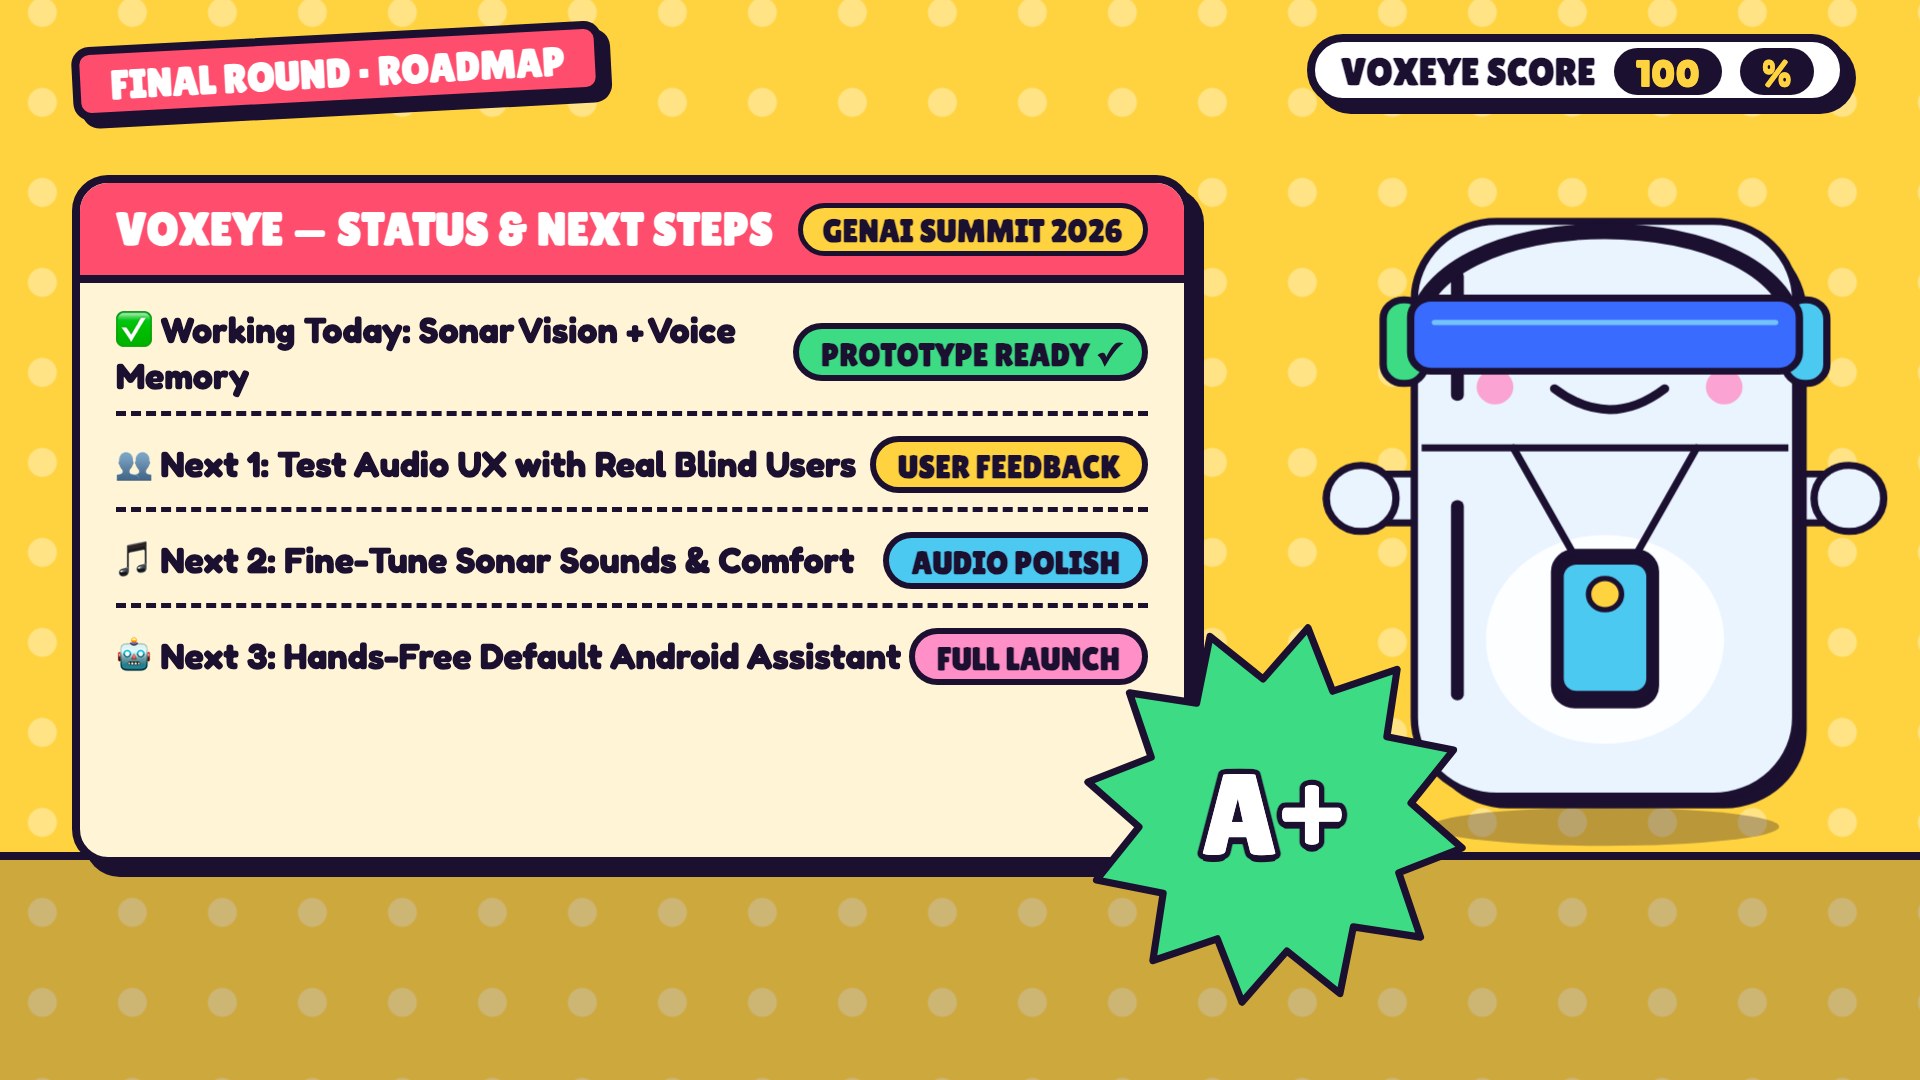 FINAL ROUND · ROADMAP
VOXEYE SCORE 100 %
VOXEYE — STATUS & NEXT STEPS
GENAI SUMMIT 2026
✅ Working Today: Sonar Vision + Voice
Memory
PROTOTYPE READY ✓
👥 Next 1: Test Audio UX with Real Blind Users
USER FEEDBACK
🎵 Next 2: Fine-Tune Sonar Sounds & Comfort
AUDIO POLISH
🤖 Next 3: Hands-Free Default Android Assistant
FULL LAUNCH
A+